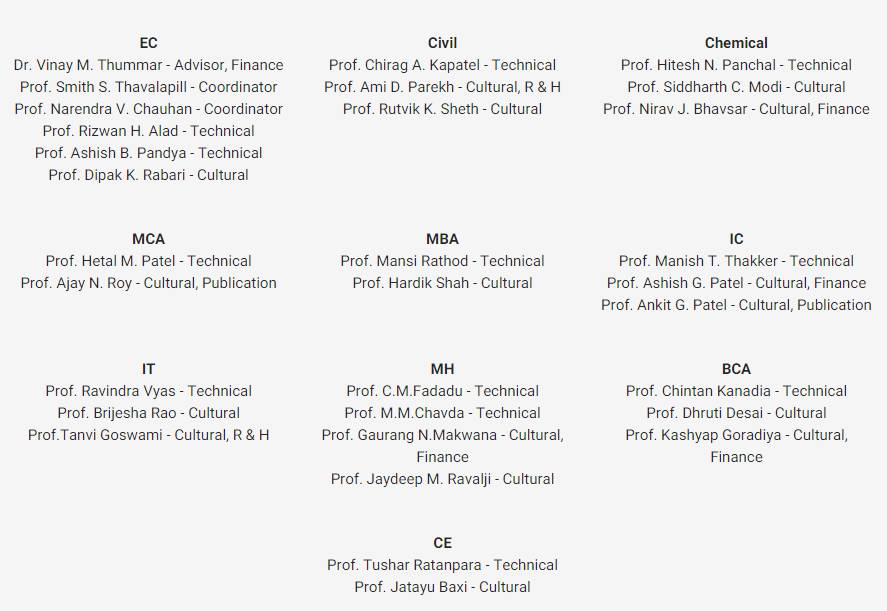 EC
Dr. Vinay M. Thummar - Advisor, Finance
Prof. Smith S. Thavalapill - Coordinator
Prof. Narendra V. Chauhan - Coordinator
Prof. Rizwan H. Alad - Technical
Prof. Ashish B. Pandya - Technical
Prof. Dipak K. Rabari - Cultural
Civil
Prof. Chirag A. Kapatel - Technical
Prof. Ami D. Parekh - Cultural, R & H
Prof. Rutvik K. Sheth - Cultural
Chemical
Prof. Hitesh N. Panchal - Technical
Prof. Siddharth C. Modi - Cultural
Prof. Nirav J. Bhavsar - Cultural, Finance
MCA
Prof. Hetal M. Patel - Technical
Prof. Ajay N. Roy - Cultural, Publication
MBA
Prof. Mansi Rathod - Technical
Prof. Hardik Shah - Cultural
IC
Prof. Manish T. Thakker - Technical
Prof. Ashish G. Patel - Cultural, Finance
Prof. Ankit G. Patel - Cultural, Publication
IT
Prof. Ravindra Vyas - Technical
Prof. Brijesha Rao - Cultural
Prof.Tanvi Goswami - Cultural, R & H
MH
Prof. C.M.Fadadu - Technical
Prof. M.M.Chavda - Technical
Prof. Gaurang N.Makwana - Cultural,
Finance
Prof. Jaydeep M. Ravalji - Cultural
BCA
Prof. Chintan Kanadia - Technical
Prof. Dhruti Desai - Cultural
Prof. Kashyap Goradiya - Cultural,
Finance
CE
Prof. Tushar Ratanpara - Technical
Prof. Jatayu Baxi - Cultural